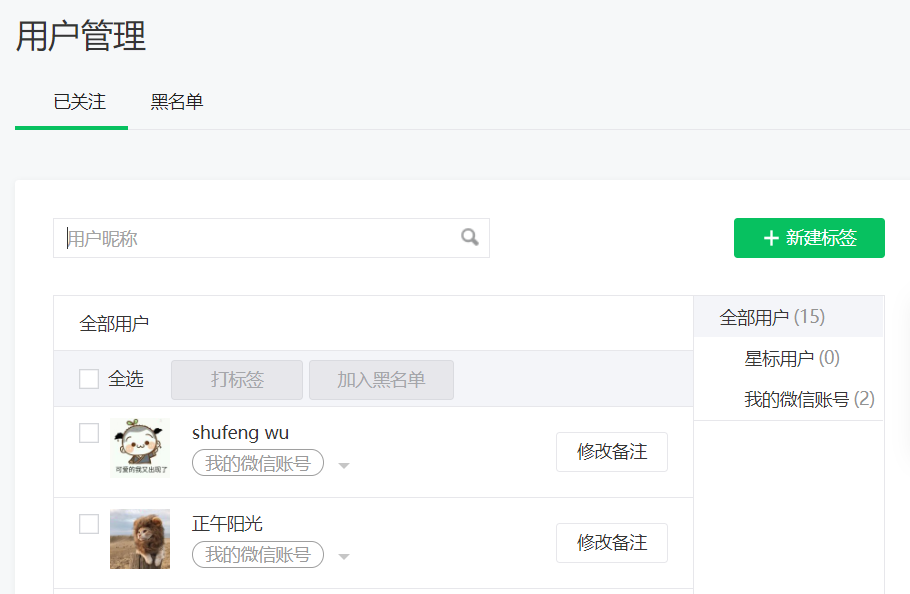 用户管理
已关注 黑名单
用户昵称
+ 新建标签
全部用户
全选 打标签 加入黑名单
shufeng wu
我的微信账号
修改备注
可爱的我又出现了
正午阳光
我的微信账号
修改备注
全部用户 (15)
星标用户 (0)
我的微信账号 (2)